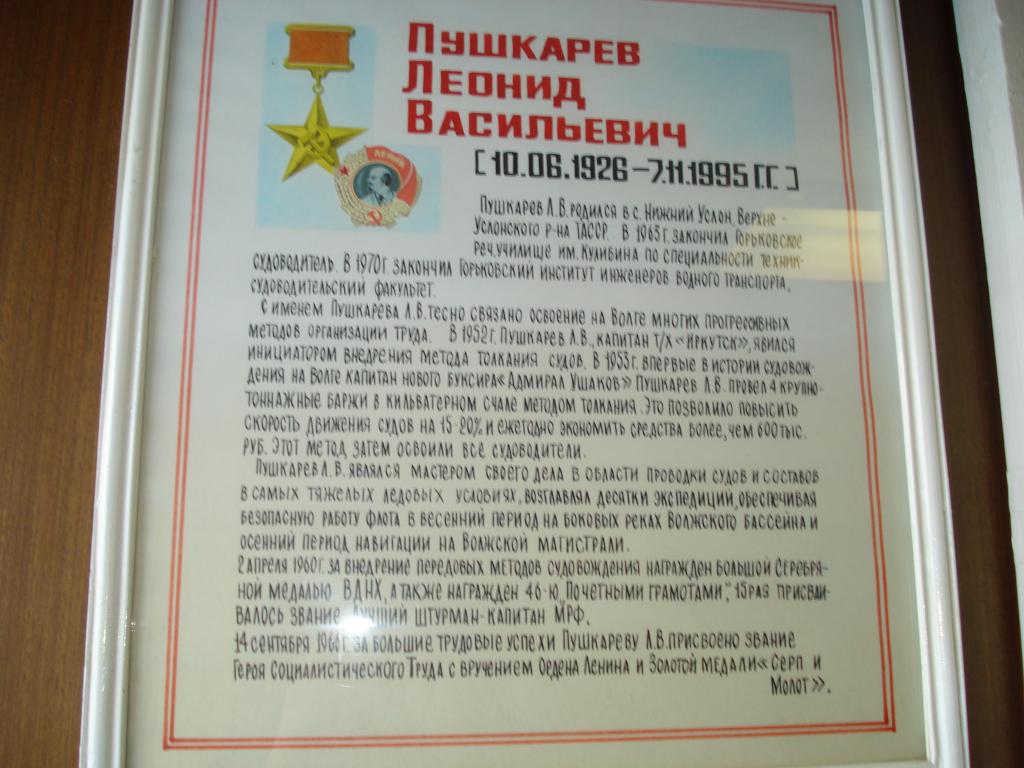 Пушкарев
Леонид
Васильевич
[10.06.1926–7.11.1995 г.г.]
ЛЕНИН
Пушкарев Л.В. родился в с. Нижний Услон, Верхне-
Услонского р-на ТАССР. В 1965 г. закончил Горьковское
реч. училище им. Кулибина по специальности техник-
судоводитель. В 1970 г. закончил Горьковский институт инженеров водного транспорта,
судоводительский факультет.
С именем Пушкарева Л.В. тесно связано освоение на Волге многих прогрессивных
методов организации труда. В 1952 г. Пушкарев Л.В., капитан т/х «Иркутск», явился
инициатором внедрения метода толкания судов. В 1953 г. впервые в истории судовож-
дения на Волге капитан нового буксира «Адмирал Ушаков» Пушкарев Л.В. провел 4 крупно-
тоннажные баржи в кильватерном счале методом толкания. Это позволило повысить
скорость движения судов на 15-20% и ежегодно экономить средства более, чем 600 тыс.
руб. Этот метод затем освоили все судоводители.
Пушкарев Л.В. являлся мастером своего дела в области проводки судов и составов
в самых тяжелых ледовых условиях, возглавлял десятки экспедиций, обеспечивая
безопасную работу флота в весенний период на боковых реках Волжского бассейна и
осенний период навигации на Волжской магистрали.
2 апреля 1960 г. за внедрение передовых методов судовождения награжден Большой Серебря-
ной медалью ВДНХ, а также награжден 46-ю „Почетными грамотами", 15 раз присваи-
валось звание Лучший штурман-капитан МРФ.
14 сентября г. за большие трудовые успехи Пушкареву Л.В. присвоено звание
Героя Социалистического Труда с вручением Ордена Ленина и Золотой медали «Серп и
Молот».